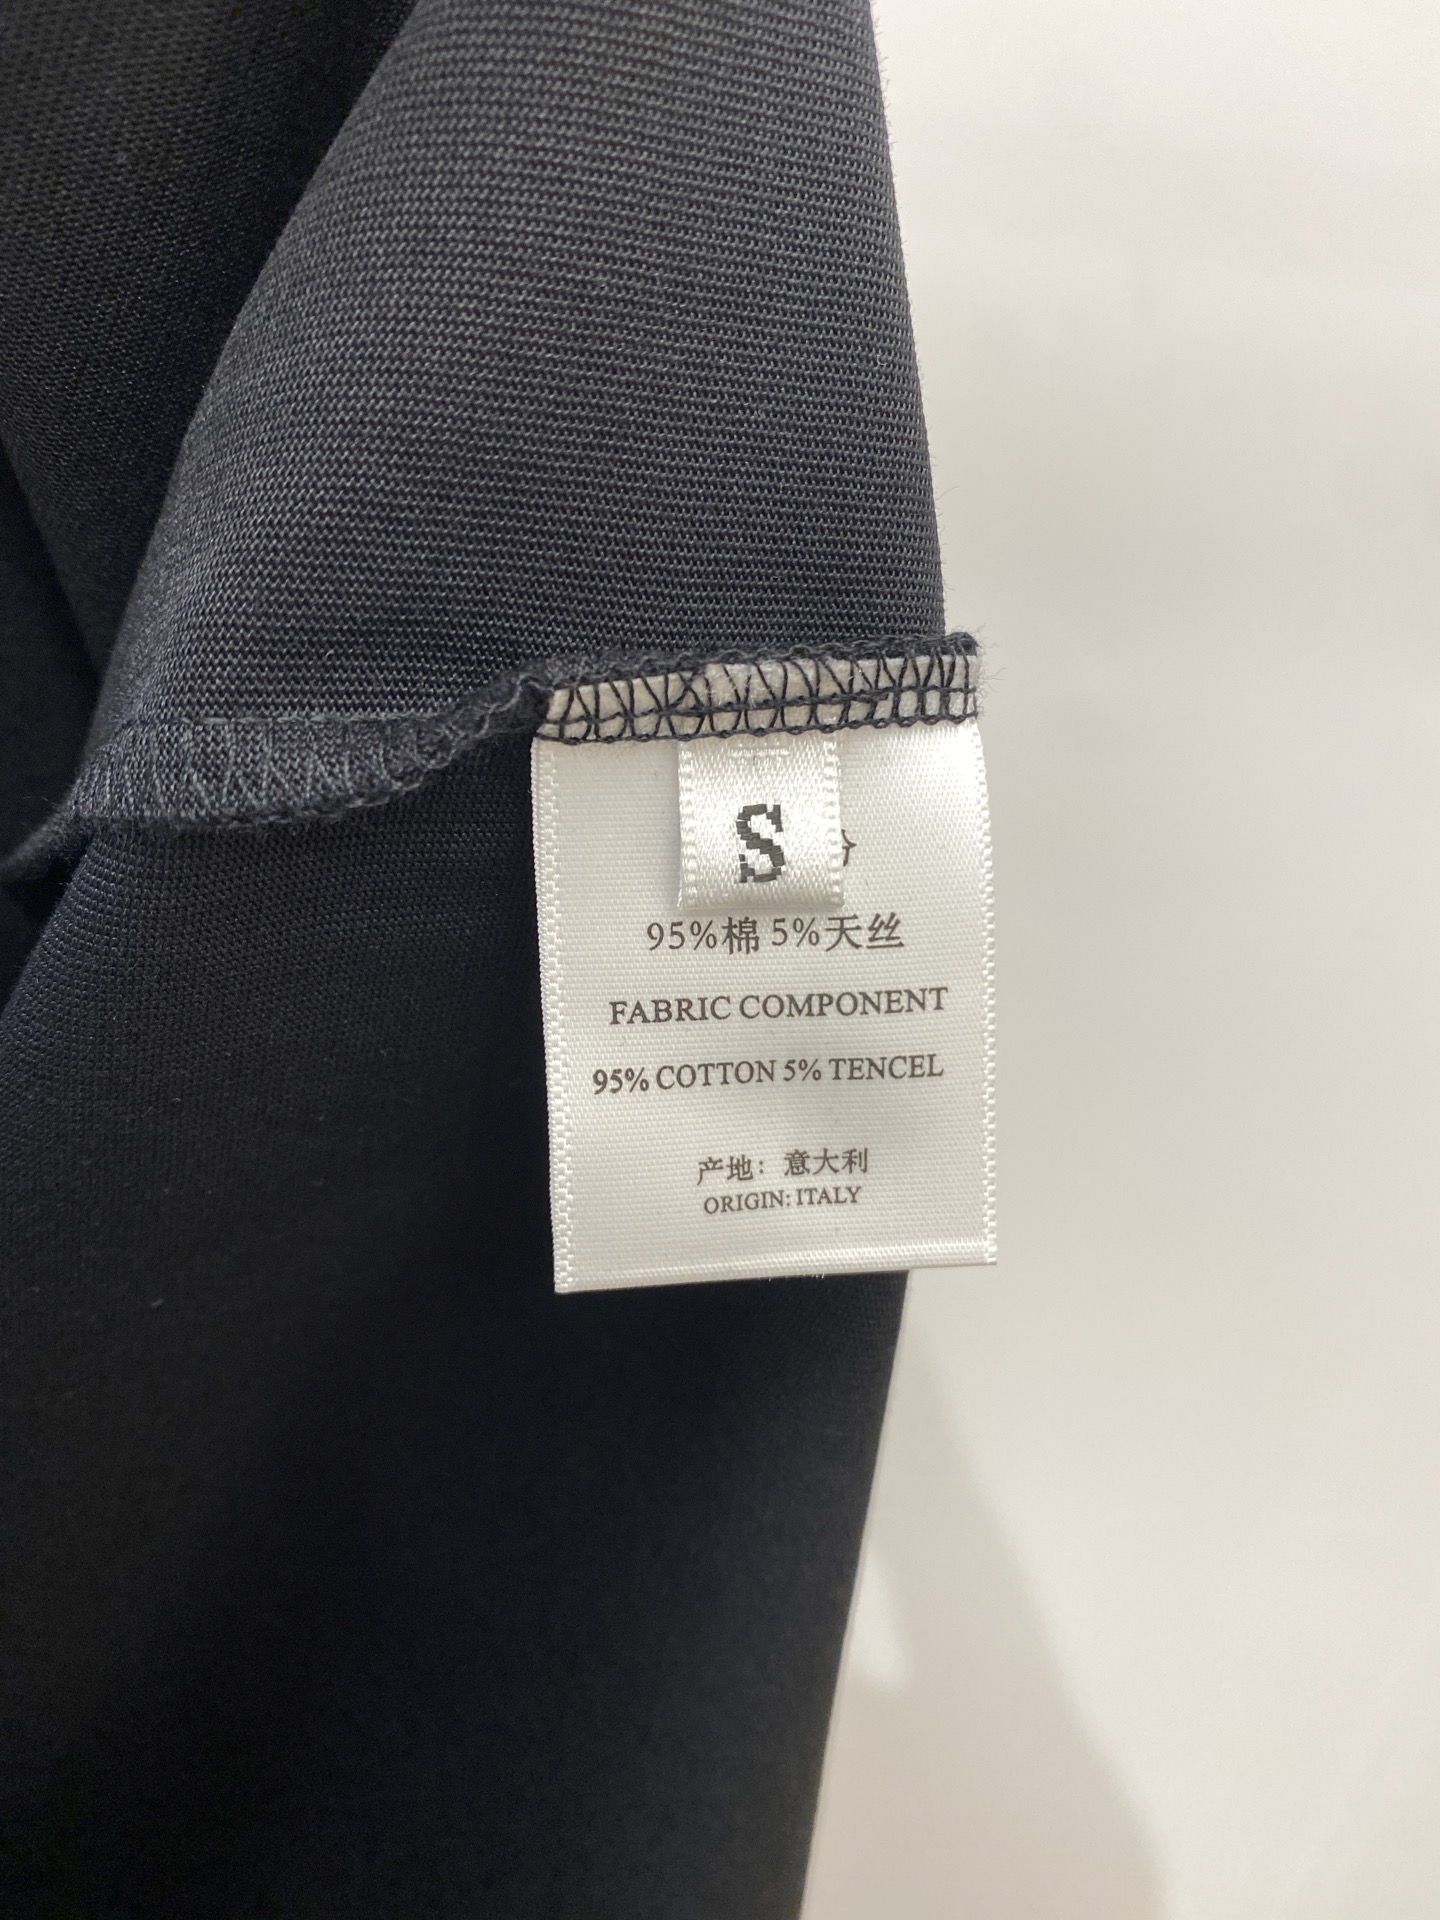 S
95%棉 5%天丝
FABRIC COMPONENT
95% COTTON 5% TENCEL
产地：意大利
ORIGIN: ITALY